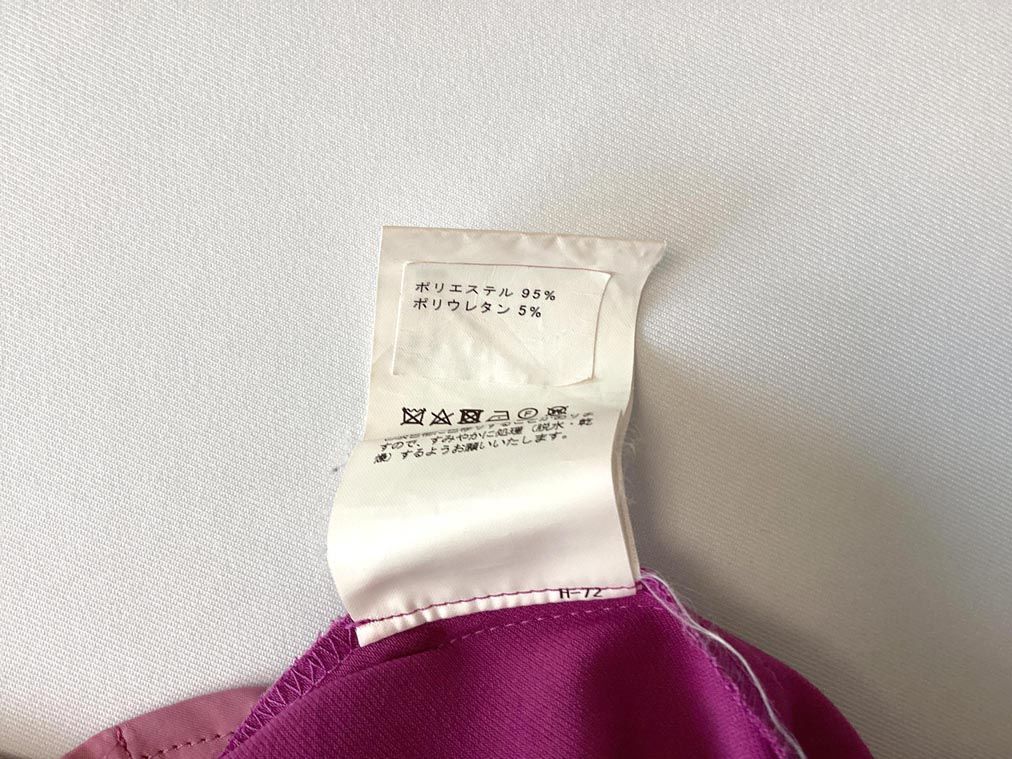 ポリエステル 95%
ポリウレタン 5%
F
すので、すみやかに処理（脱水・乾
燥）するようお願いいたします。
H-72